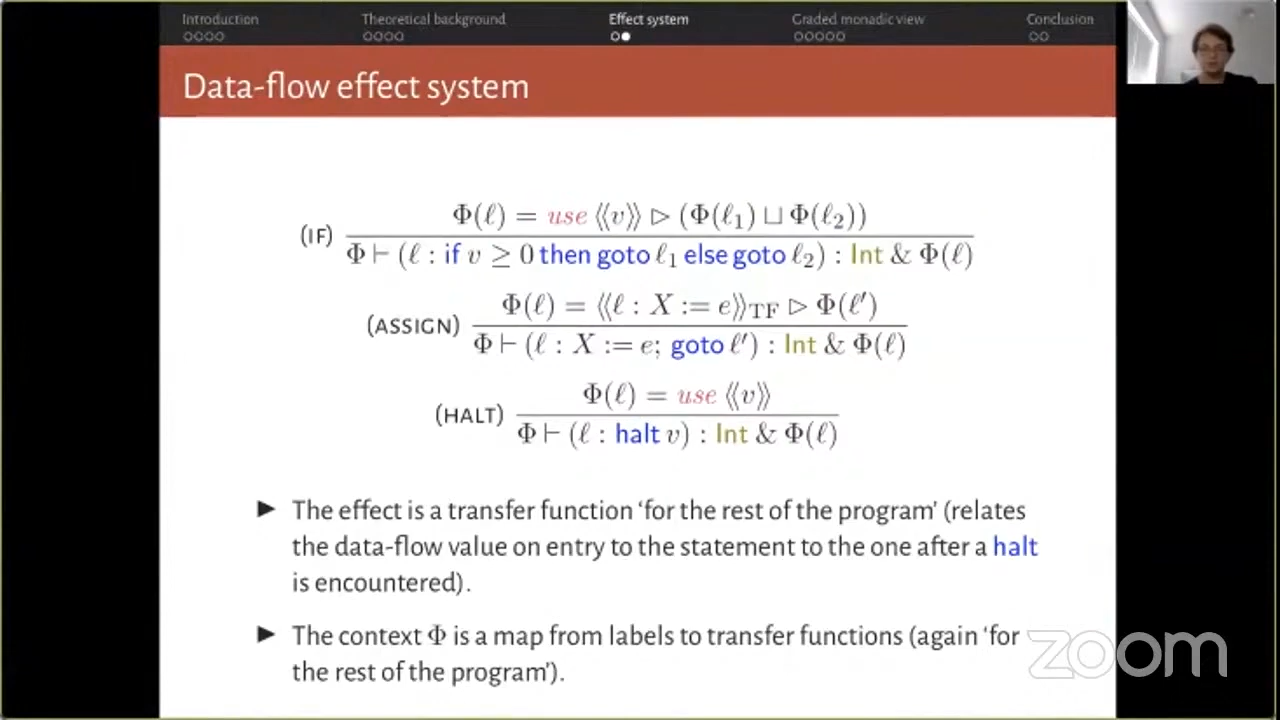 Introduction Theoretical background Effect system Graded monadic view Conclusion
Data-flow effect system
Φ(ℓ) = use ⟪v⟫ ▷ (Φ(ℓ₁) ⊔ Φ(ℓ₂))
(IF)
Φ ⊢ (ℓ : if v ≥ 0 then goto ℓ₁ else goto ℓ₂) : Int & Φ(ℓ)
Φ(ℓ) = ⟪ℓ : X := e⟫TF ▷ Φ(ℓ′)
(ASSIGN)
Φ ⊢ (ℓ : X := e; goto ℓ′) : Int & Φ(ℓ)
Φ(ℓ) = use ⟪v⟫
(HALT)
Φ ⊢ (ℓ : halt v) : Int & Φ(ℓ)
► The effect is a transfer function ‘for the rest of the program’ (relates
the data-flow value on entry to the statement to the one after a halt
is encountered).
► The context Φ is a map from labels to transfer functions (again ‘for
the rest of the program’).
zoom